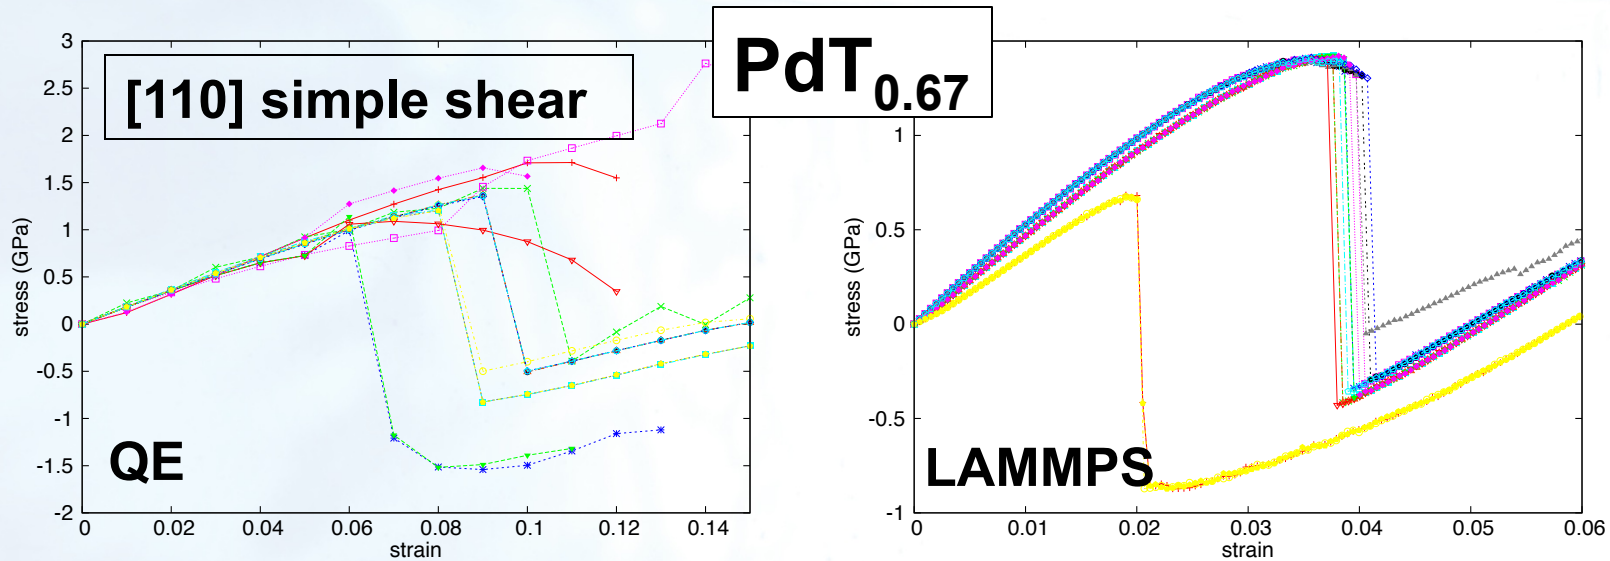 PdT0.67
[110] simple shear
3
2.5
2
1.5
1
0.5
0
-0.5
-1
-1.5
-2
stress (GPa)
QE
0 0.02 0.04 0.06 0.08 0.1 0.12 0.14
strain
1
0.5
0
-0.5
-1
stress (GPa)
LAMMPS
0 0.01 0.02 0.03 0.04 0.05 0.06
strain